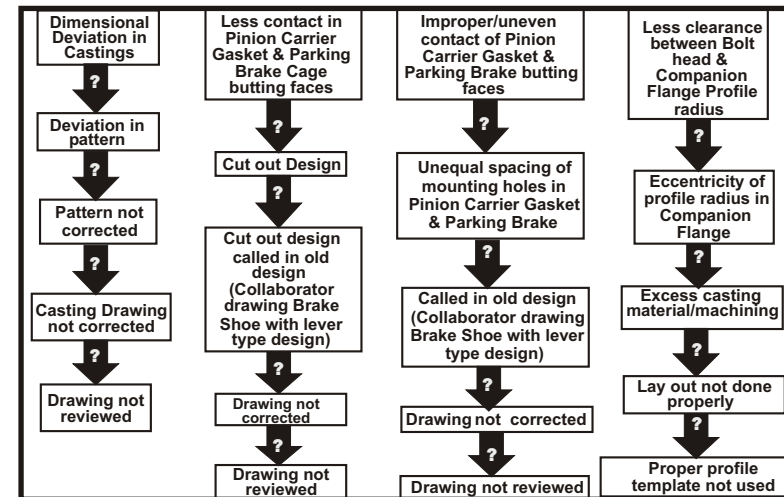 Dimensional
Deviation in
Castings
?
Deviation in
pattern
?
Pattern not
corrected
?
Casting Drawing
not corrected
?
Drawing not
reviewed
Less contact in
Pinion Carrier
Gasket & Parking
Brake Cage
butting faces
?
Cut out Design
?
Cut out design
called in old
design
(Collaborator
drawing Brake
Shoe with lever
type design)
?
Drawing not
corrected
?
Drawing not
reviewed
Improper/uneven
contact of Pinion
Carrier Gasket &
Parking Brake butting
faces
?
Unequal spacing of
mounting holes in
Pinion Carrier Gasket
& Parking Brake
?
Called in old design
(Collaborator drawing
Brake Shoe with lever
type design)
?
Drawing not corrected
?
Drawing not reviewed
Less clearance
between Bolt
head &
Companion
Flange Profile
radius
?
Eccentricity of
profile radius in
Companion
Flange
?
Excess casting
material/machining
?
Lay out not done
properly
?
Proper profile
template not used